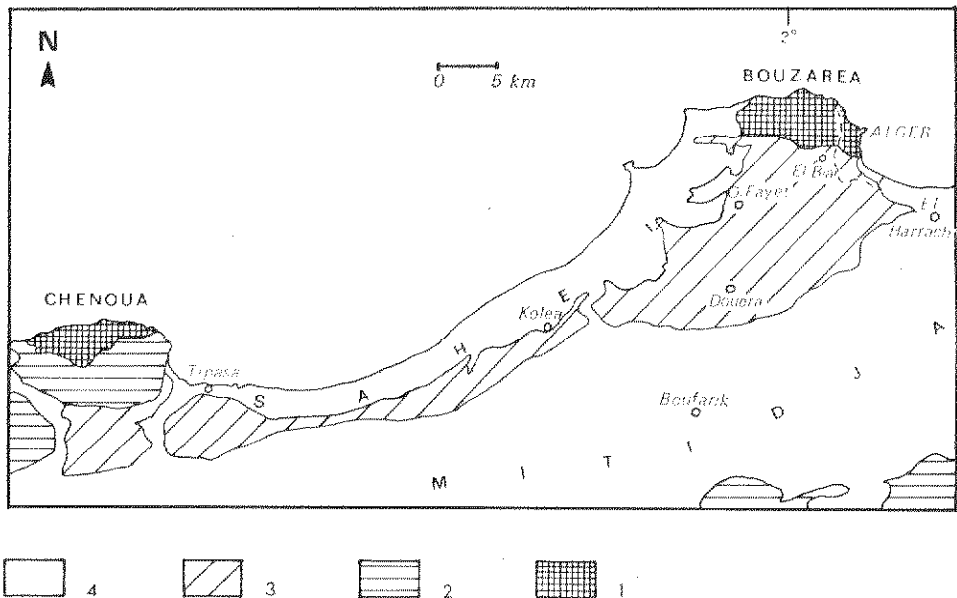 N
0 5 km
3°
BOUZAREA
ALGER
El Biar
G.Fayet
El
Harrach
CHENOUA
Douera
Kolea
Tipasa
S A H E L
Boufarik
M I T I D J A
4 3 2 1